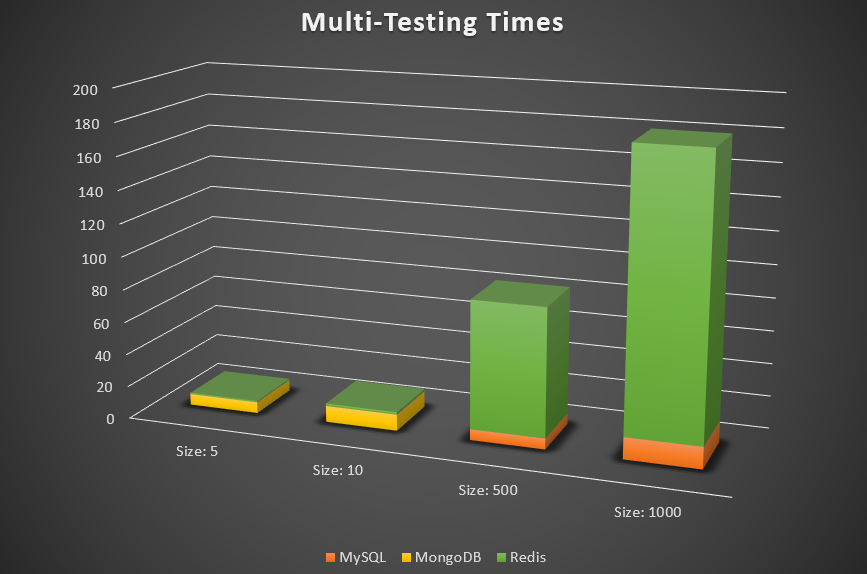 Multi-Testing Times
200
180
160
140
120
100
80
60
40
20
0
Size: 5
Size: 10
Size: 500
Size: 1000
MySQL MongoDB Redis